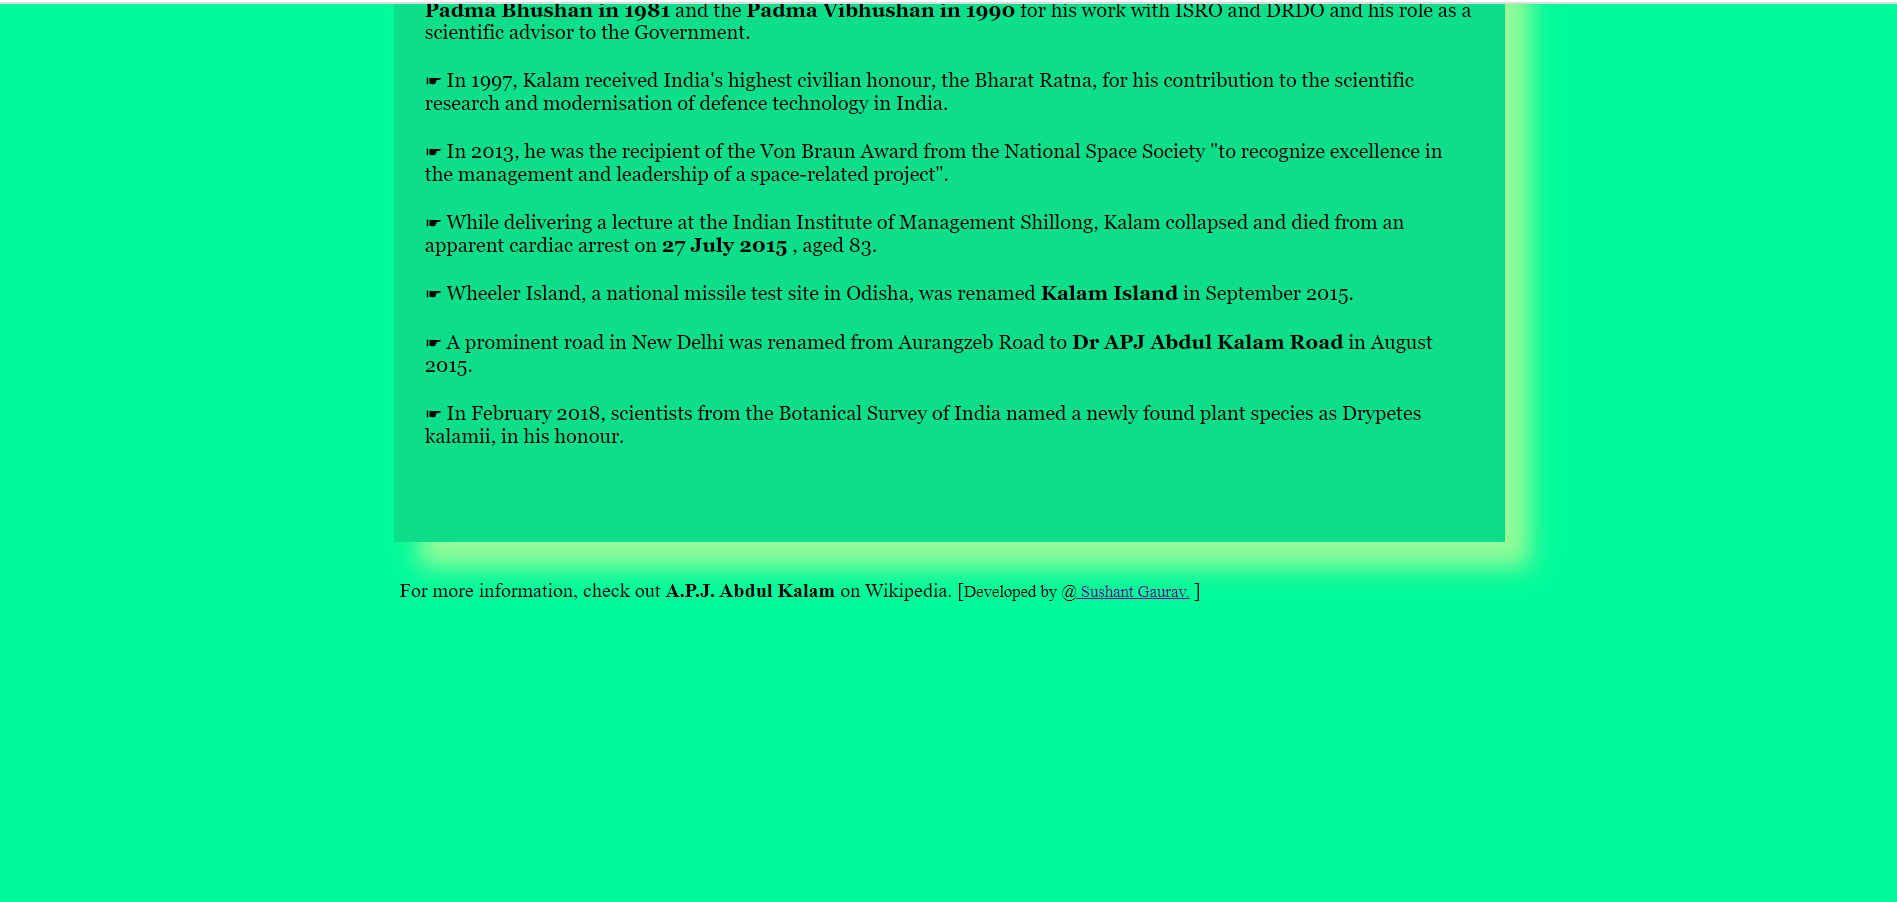 Padma Bhushan in 1981 and the Padma Vibhushan in 1990 for his work with ISRO and DRDO and his role as a
scientific advisor to the Government.
☛ In 1997, Kalam received India's highest civilian honour, the Bharat Ratna, for his contribution to the scientific
research and modernisation of defence technology in India.
☛ In 2013, he was the recipient of the Von Braun Award from the National Space Society "to recognize excellence in
the management and leadership of a space-related project".
☛ While delivering a lecture at the Indian Institute of Management Shillong, Kalam collapsed and died from an
apparent cardiac arrest on 27 July 2015 , aged 83.
☛ Wheeler Island, a national missile test site in Odisha, was renamed Kalam Island in September 2015.
☛ A prominent road in New Delhi was renamed from Aurangzeb Road to Dr APJ Abdul Kalam Road in August
2015.
☛ In February 2018, scientists from the Botanical Survey of India named a newly found plant species as Drypetes
kalamii, in his honour.
For more information, check out A.P.J. Abdul Kalam on Wikipedia. [Developed by @ Sushant Gaurav. ]